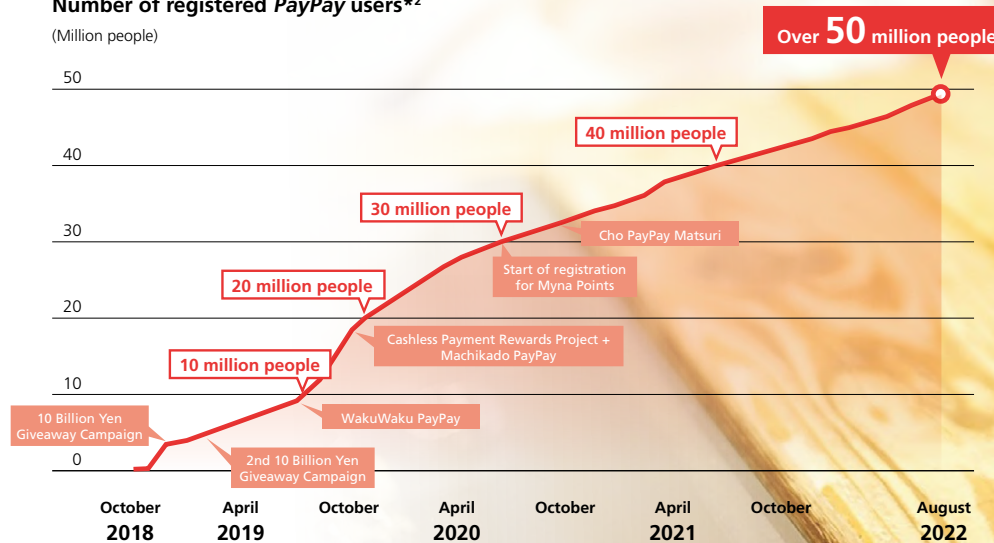 Number of registered PayPay users*2
(Million people)
Over 50 million people
50
40 million people
40
30 million people
30
Cho PayPay Matsuri
Start of registration
for Myna Points
20 million people
20
Cashless Payment Rewards Project +
Machikado PayPay
10 million people
10
10 Billion Yen
Giveaway Campaign
WakuWaku PayPay
2nd 10 Billion Yen
Giveaway Campaign
0
October April October April October April October August
2018 2019 2020 2021 2022